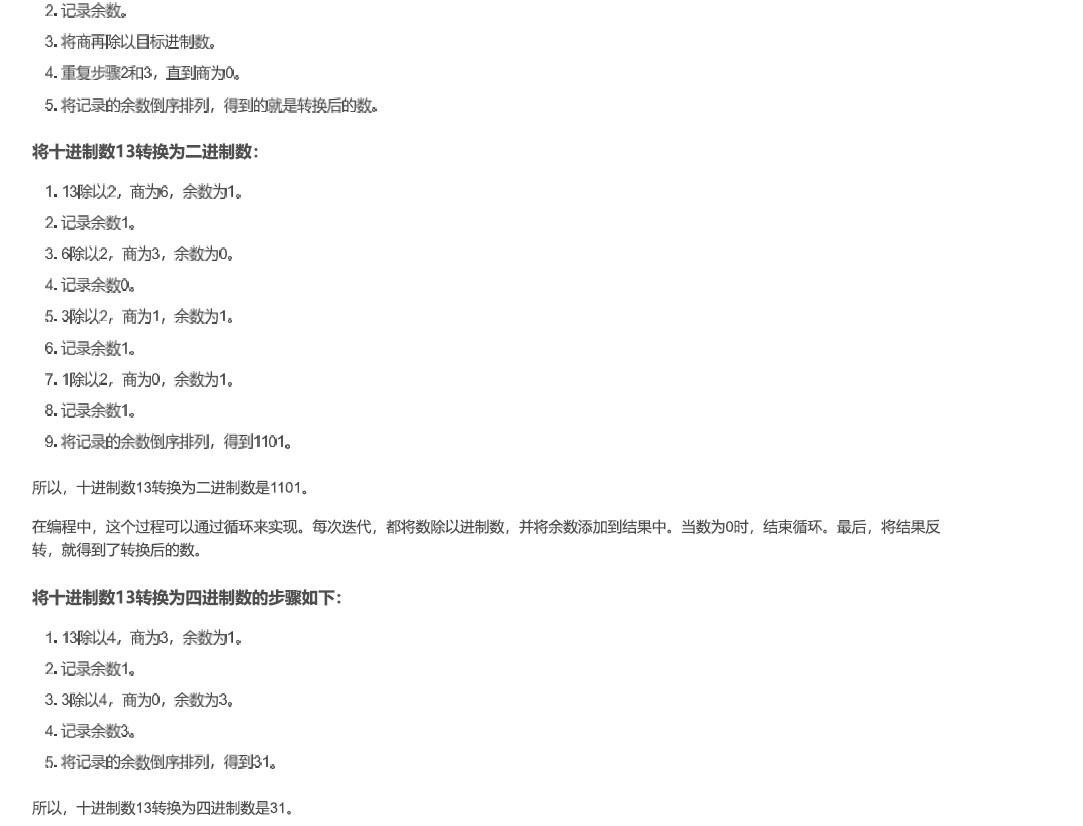 2. 记录余数。
3. 将商再除以目标进制数。
4. 重复步骤2和3，直到商为0。
5. 将记录的余数倒序排列，得到的就是转换后的数。
将十进制数13转换为二进制数：
1. 13除以2，商为6，余数为1。
2. 记录余数1。
3. 6除以2，商为3，余数为0。
4. 记录余数0。
5. 3除以2，商为1，余数为1。
6. 记录余数1。
7. 1除以2，商为0，余数为1。
8. 记录余数1。
9. 将记录的余数倒序排列，得到1101。
所以，十进制数13转换为二进制数是1101。
在编程中，这个过程可以通过循环来实现。每次迭代，都将数除以进制数，并将余数添加到结果中。当数为0时，结束循环。最后，将结果反
转，就得到了转换后的数。
将十进制数13转换为四进制数的步骤如下：
1. 13除以4，商为3，余数为1。
2. 记录余数1。
3. 3除以4，商为0，余数为3。
4. 记录余数3。
5. 将记录的余数倒序排列，得到31。
所以，十进制数13转换为四进制数是31。